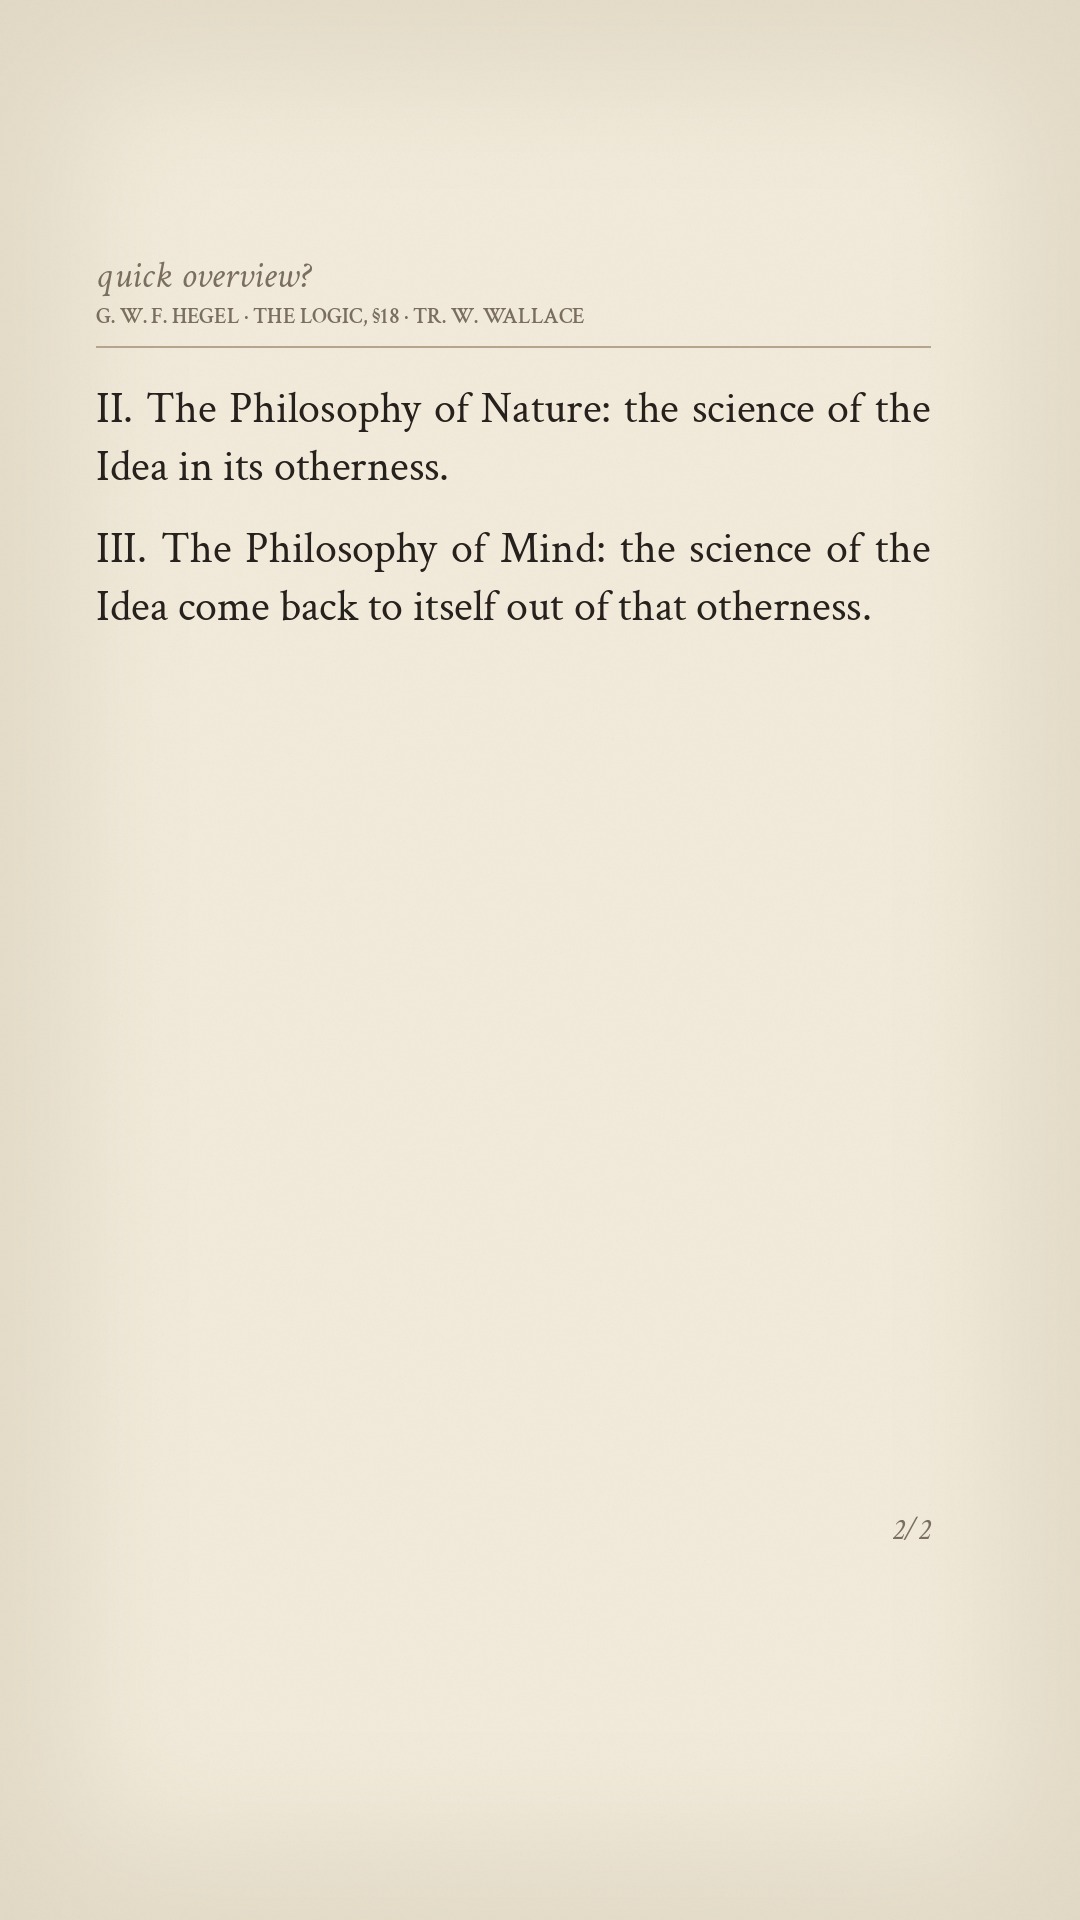 quick overview?
G. W. F. HEGEL · THE LOGIC, §18 · TR. W. WALLACE
II. The Philosophy of Nature: the science of the
Idea in its otherness.
III. The Philosophy of Mind: the science of the
Idea come back to itself out of that otherness.
2/2